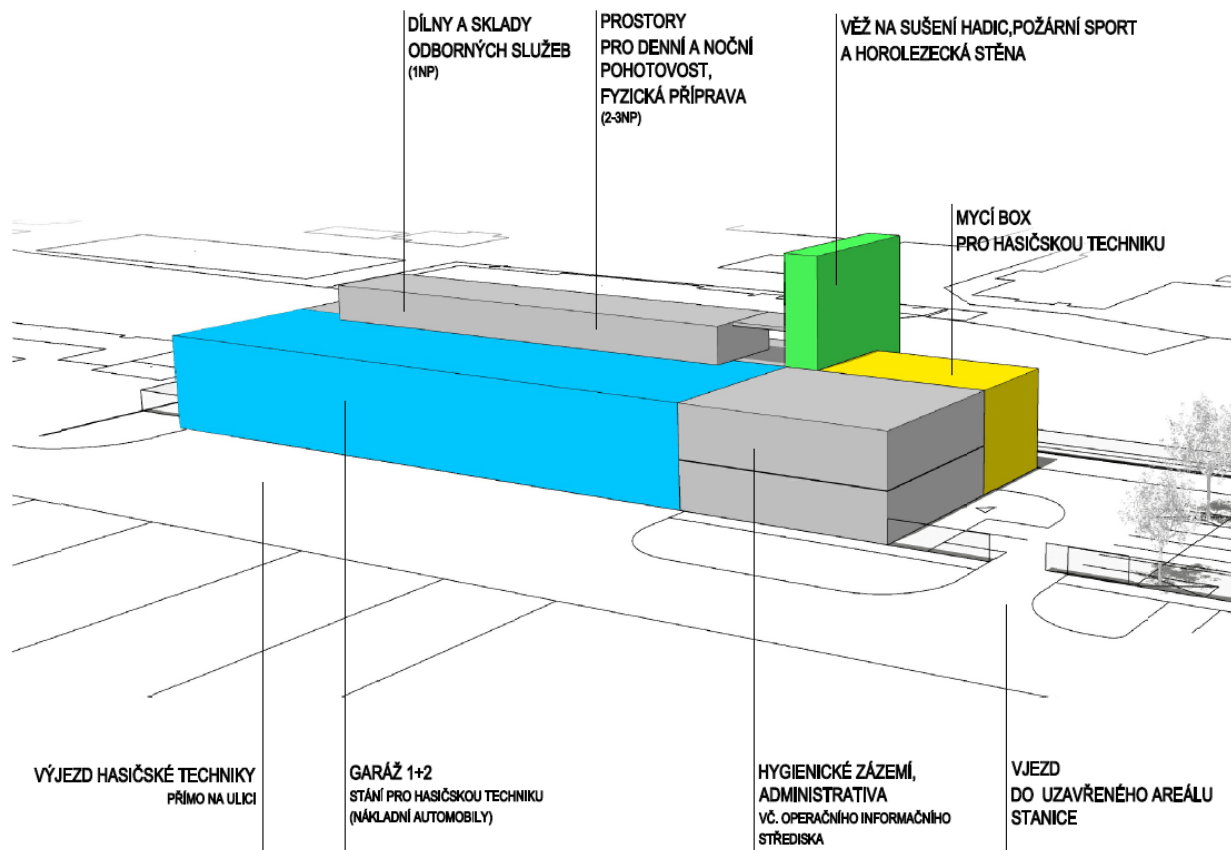 DÍLNY A SKLADY
ODBORNÝCH SLUŽEB
(1NP)
PROSTORY
PRO DENNÍ A NOČNÍ
POHOTOVOST,
FYZICKÁ PŘÍPRAVA
(2-3NP)
VĚŽ NA SUŠENÍ HADIC,POŽÁRNÍ SPORT
A HOROLEZECKÁ STĚNA
MYCÍ BOX
PRO HASIČSKOU TECHNIKU
VÝJEZD HASIČSKÉ TECHNIKY
PŘÍMO NA ULICI
GARÁŽ 1+2
STÁNÍ PRO HASIČSKOU TECHNIKU
(NÁKLADNÍ AUTOMOBILY)
HYGIENICKÉ ZÁZEMÍ,
ADMINISTRATIVA
VČ. OPERAČNÍHO INFORMAČNÍHO
STŘEDISKA
VJEZD
DO UZAVŘENÉHO AREÁLU
STANICE